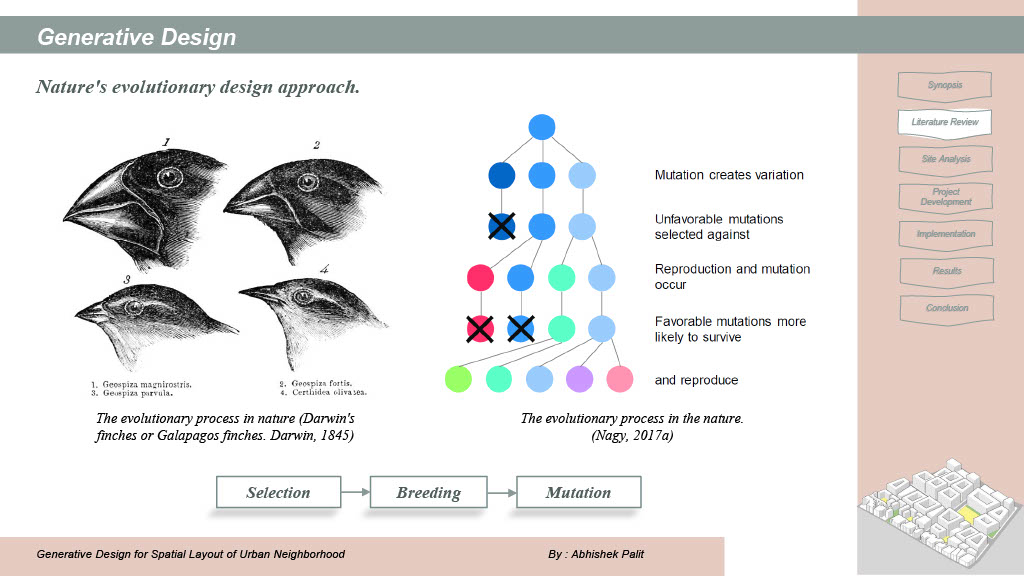 Generative Design
Nature's evolutionary design approach.
1
2
3
4
1. Geospiza magnirostris.
2. Geospiza fortis.
3. Geospiza parvula.
4. Certhidea olivasea.
The evolutionary process in nature (Darwin's
finches or Galapagos finches. Darwin, 1845)
Mutation creates variation
Unfavorable mutations
selected against
Reproduction and mutation
occur
Favorable mutations more
likely to survive
and reproduce
The evolutionary process in the nature.
(Nagy, 2017a)
Selection
Breeding
Mutation
Synopsis
Literature Review
Site Analysis
Project
Development
Implementation
Results
Conclusion
Generative Design for Spatial Layout of Urban Neighborhood
By : Abhishek Palit